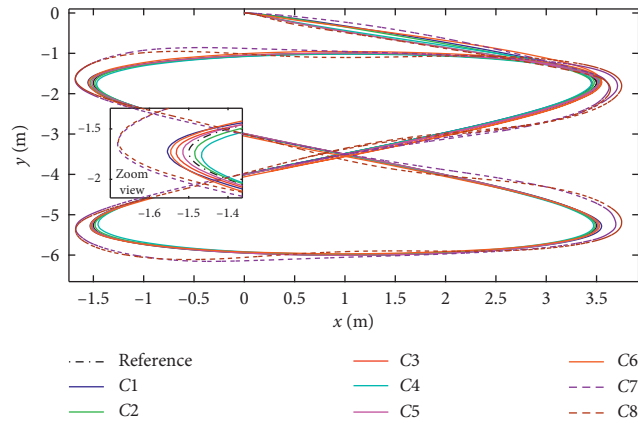 0
−1
−2
−3
−4
−5
−6
y (m)
−1.5
−2
Zoom
view
−1.6 −1.5 −1.4
−1.5 −1 −0.5 0 0.5 1 1.5 2 2.5 3 3.5
x (m)
Reference C3 C6
C1 C4 C7
C2 C5 C8